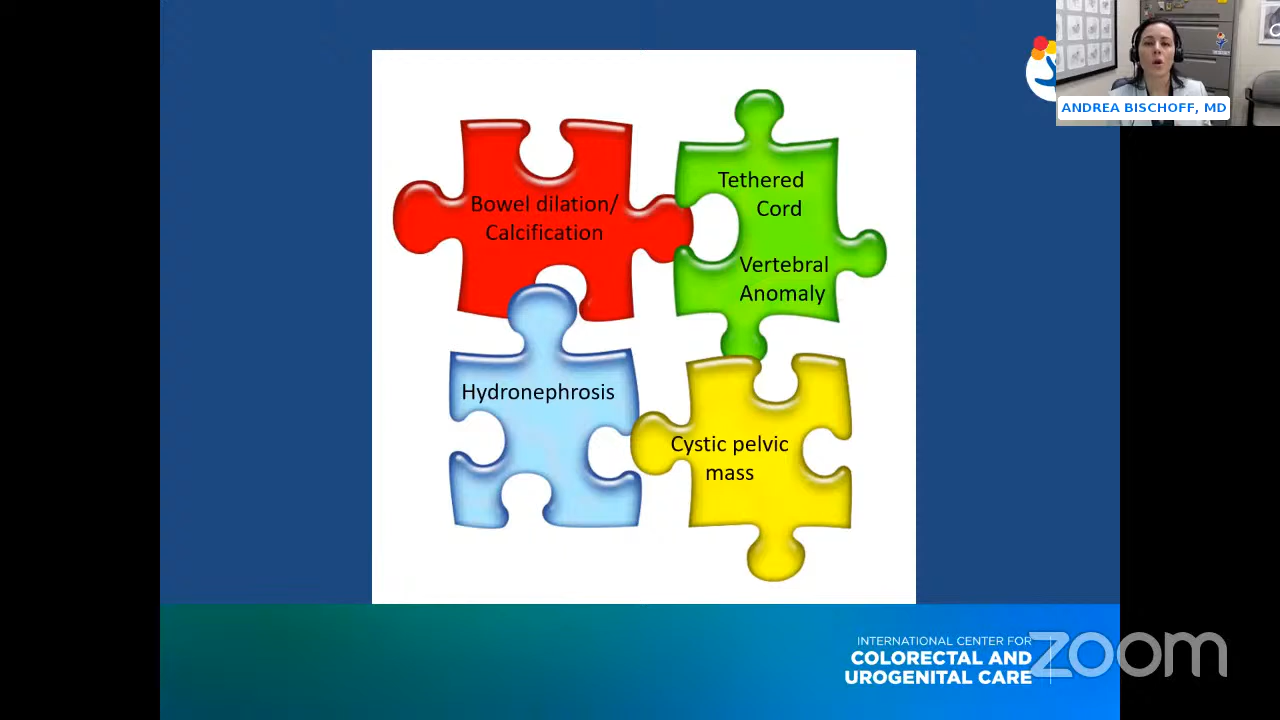 ANDREA BISCHOFF, MD
Bowel dilation/
Calcification
Tethered
Cord
Vertebral
Anomaly
Hydronephrosis
Cystic pelvic
mass
INTERNATIONAL CENTER FOR
COLORECTAL AND
UROGENITAL CARE
zoom